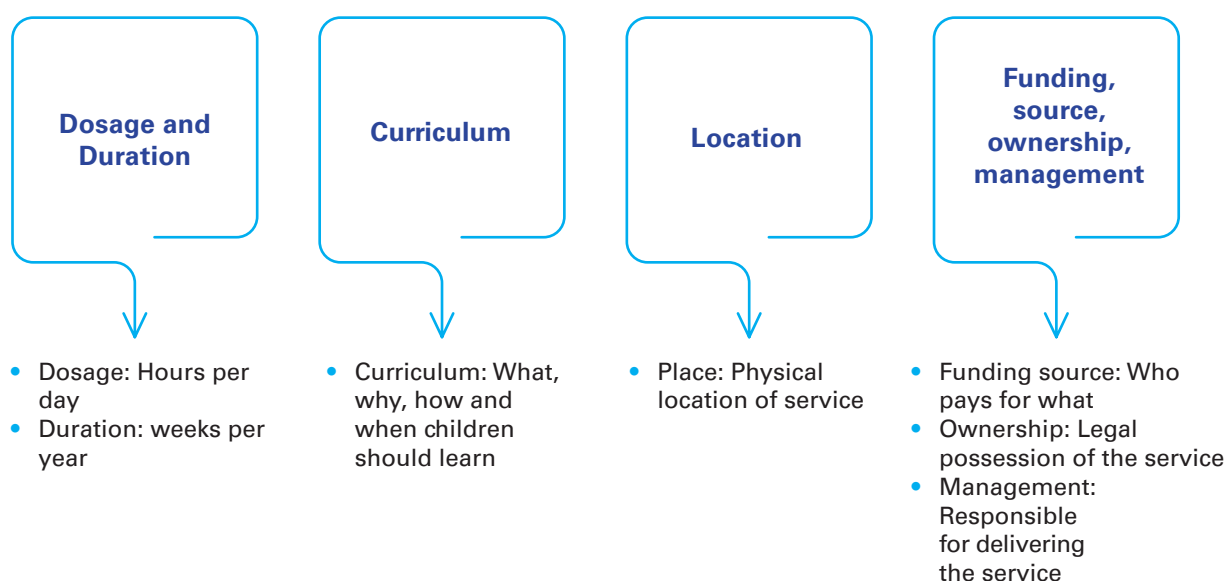 Dosage and
Duration
• Dosage: Hours per
day
• Duration: weeks per
year
Curriculum
• Curriculum: What,
why, how and
when children
should learn
Location
• Place: Physical
location of service
Funding,
source,
ownership,
management
• Funding source: Who
pays for what
• Ownership: Legal
possession of the service
• Management:
Responsible
for delivering
the service